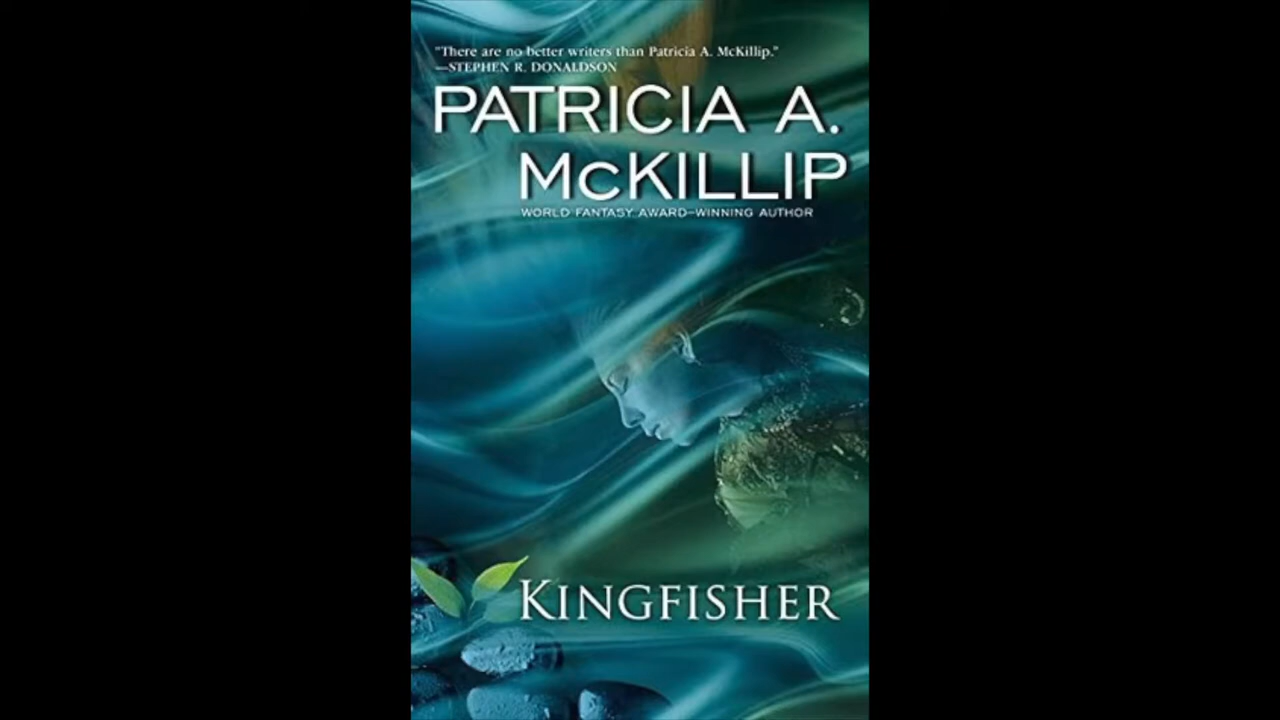 "There are no better writers than Patricia A. McKillip."
—STEPHEN R. DONALDSON
PATRICIA A.
McKILLIP
WORLD FANTASY AWARD–WINNING AUTHOR
KINGFISHER